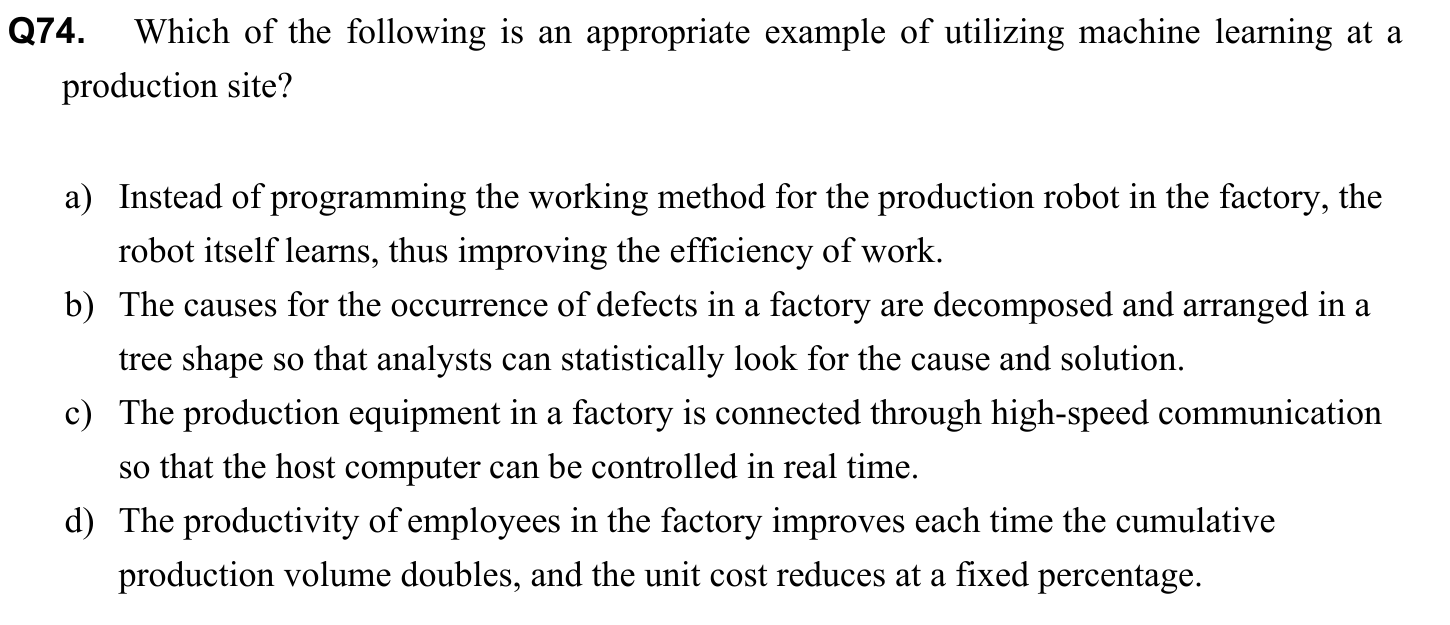 Q74. Which of the following is an appropriate example of utilizing machine learning at a
production site?
a) Instead of programming the working method for the production robot in the factory, the
robot itself learns, thus improving the efficiency of work.
b) The causes for the occurrence of defects in a factory are decomposed and arranged in a
tree shape so that analysts can statistically look for the cause and solution.
c) The production equipment in a factory is connected through high-speed communication
so that the host computer can be controlled in real time.
d) The productivity of employees in the factory improves each time the cumulative
production volume doubles, and the unit cost reduces at a fixed percentage.